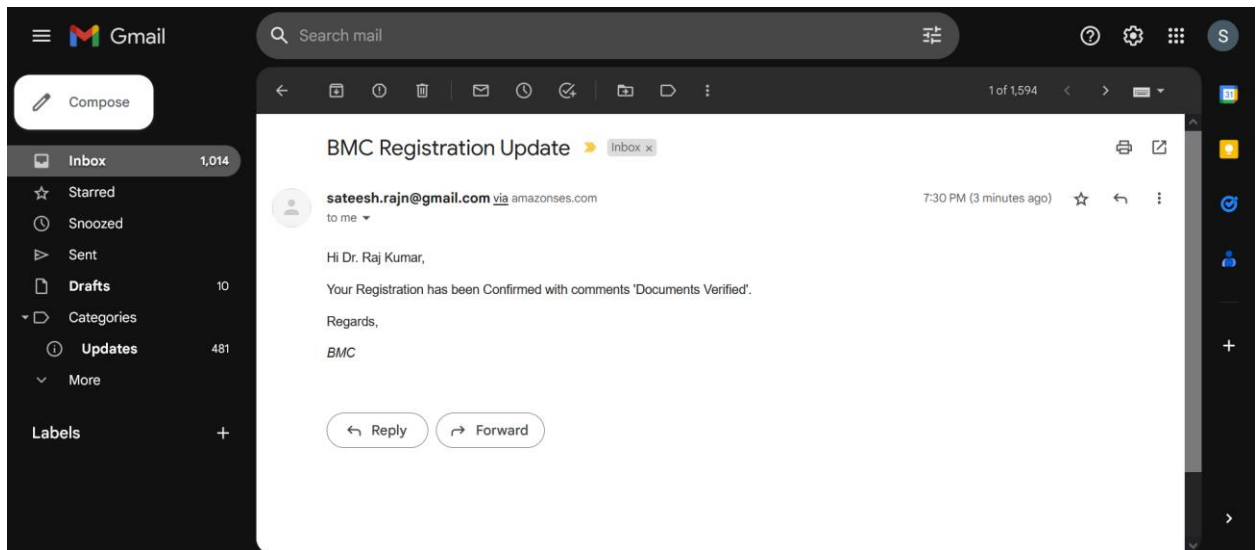 Gmail
Search mail
S
Compose
1 of 1,594
31
BMC Registration Update Inbox x
Inbox 1,014
Starred
sateesh.rajn@gmail.com via amazonses.com 7:30 PM (3 minutes ago)
to me
Snoozed
Sent
Hi Dr. Raj Kumar,
Drafts 10
Your Registration has been Confirmed with comments 'Documents Verified'.
Categories
Regards,
Updates 481
BMC
More
Labels
Reply Forward